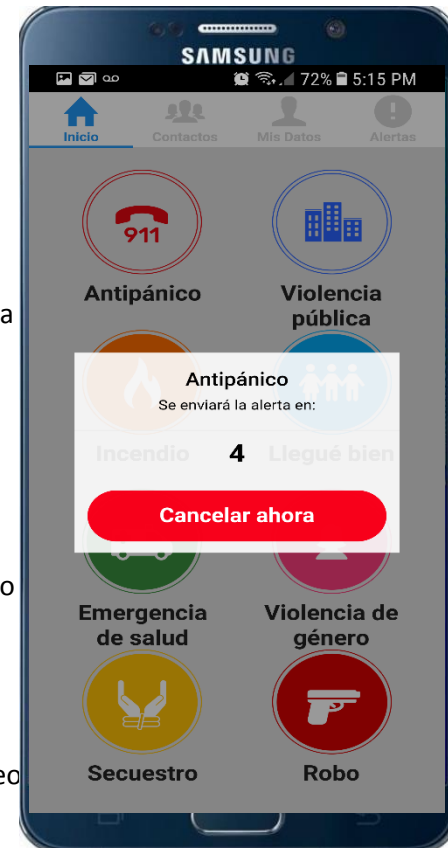 SAMSUNG
72% 5:15 PM
Inicio Contactos Mis Datos Alertas
911
Antipánico Violencia
pública
a
Antipánico
Se enviará la alerta en:
Incendio 4 Llegué bien
Cancelar ahora
o
Emergencia Violencia de
de salud género
eo
Secuestro Robo